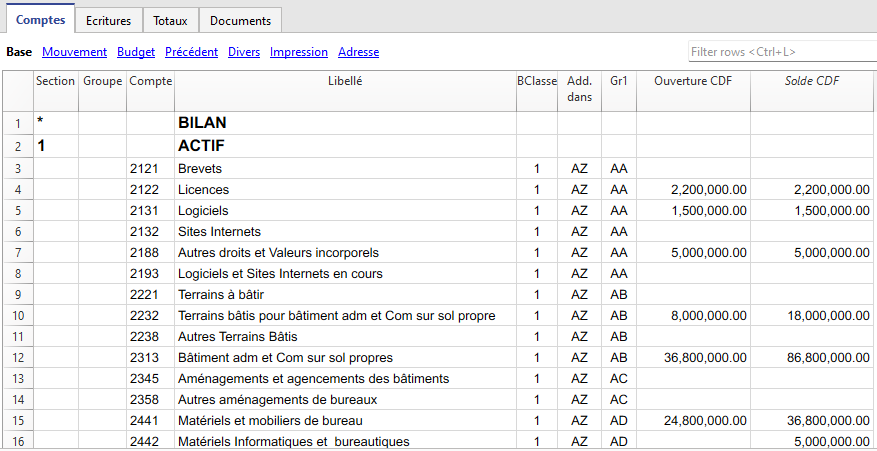 Comptes Ecritures Totaux Documents
Base Mouvement Budget Précédent Divers Impression Adresse Filter rows <Ctrl+L>
Section Groupe Compte Libellé BClasse Add. dans Gr1 Ouverture CDF Solde CDF
1 * BILAN
2 1 ACTIF
3 2121 Brevets 1 AZ AA
4 2122 Licences 1 AZ AA 2,200,000.00 2,200,000.00
5 2131 Logiciels 1 AZ AA 1,500,000.00 1,500,000.00
6 2132 Sites Internets 1 AZ AA
7 2188 Autres droits et Valeurs incorporels 1 AZ AA 5,000,000.00 5,000,000.00
8 2193 Logiciels et Sites Internets en cours 1 AZ AA
9 2221 Terrains à bâtir 1 AZ AB
10 2232 Terrains bâtis pour bâtiment adm et Com sur sol propre 1 AZ AB 8,000,000.00 18,000,000.00
11 2238 Autres Terrains Bâtis 1 AZ AB
12 2313 Bâtiment adm et Com sur sol propres 1 AZ AB 36,800,000.00 86,800,000.00
13 2345 Aménagements et agencements des bâtiments 1 AZ AC
14 2358 Autres aménagements de bureaux 1 AZ AC
15 2441 Matériels et mobiliers de bureau 1 AZ AD 24,800,000.00 36,800,000.00
16 2442 Matériels Informatiques et bureautiques 1 AZ AD 5,000,000.00